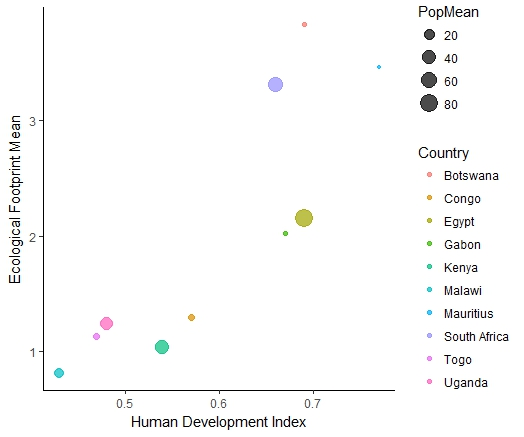 PopMean
20
40
60
80
Country
Botswana
Congo
Egypt
Gabon
Kenya
Malawi
Mauritius
South Africa
Togo
Uganda
Ecological Footprint Mean
3
2
1
0.5 0.6 0.7
Human Development Index